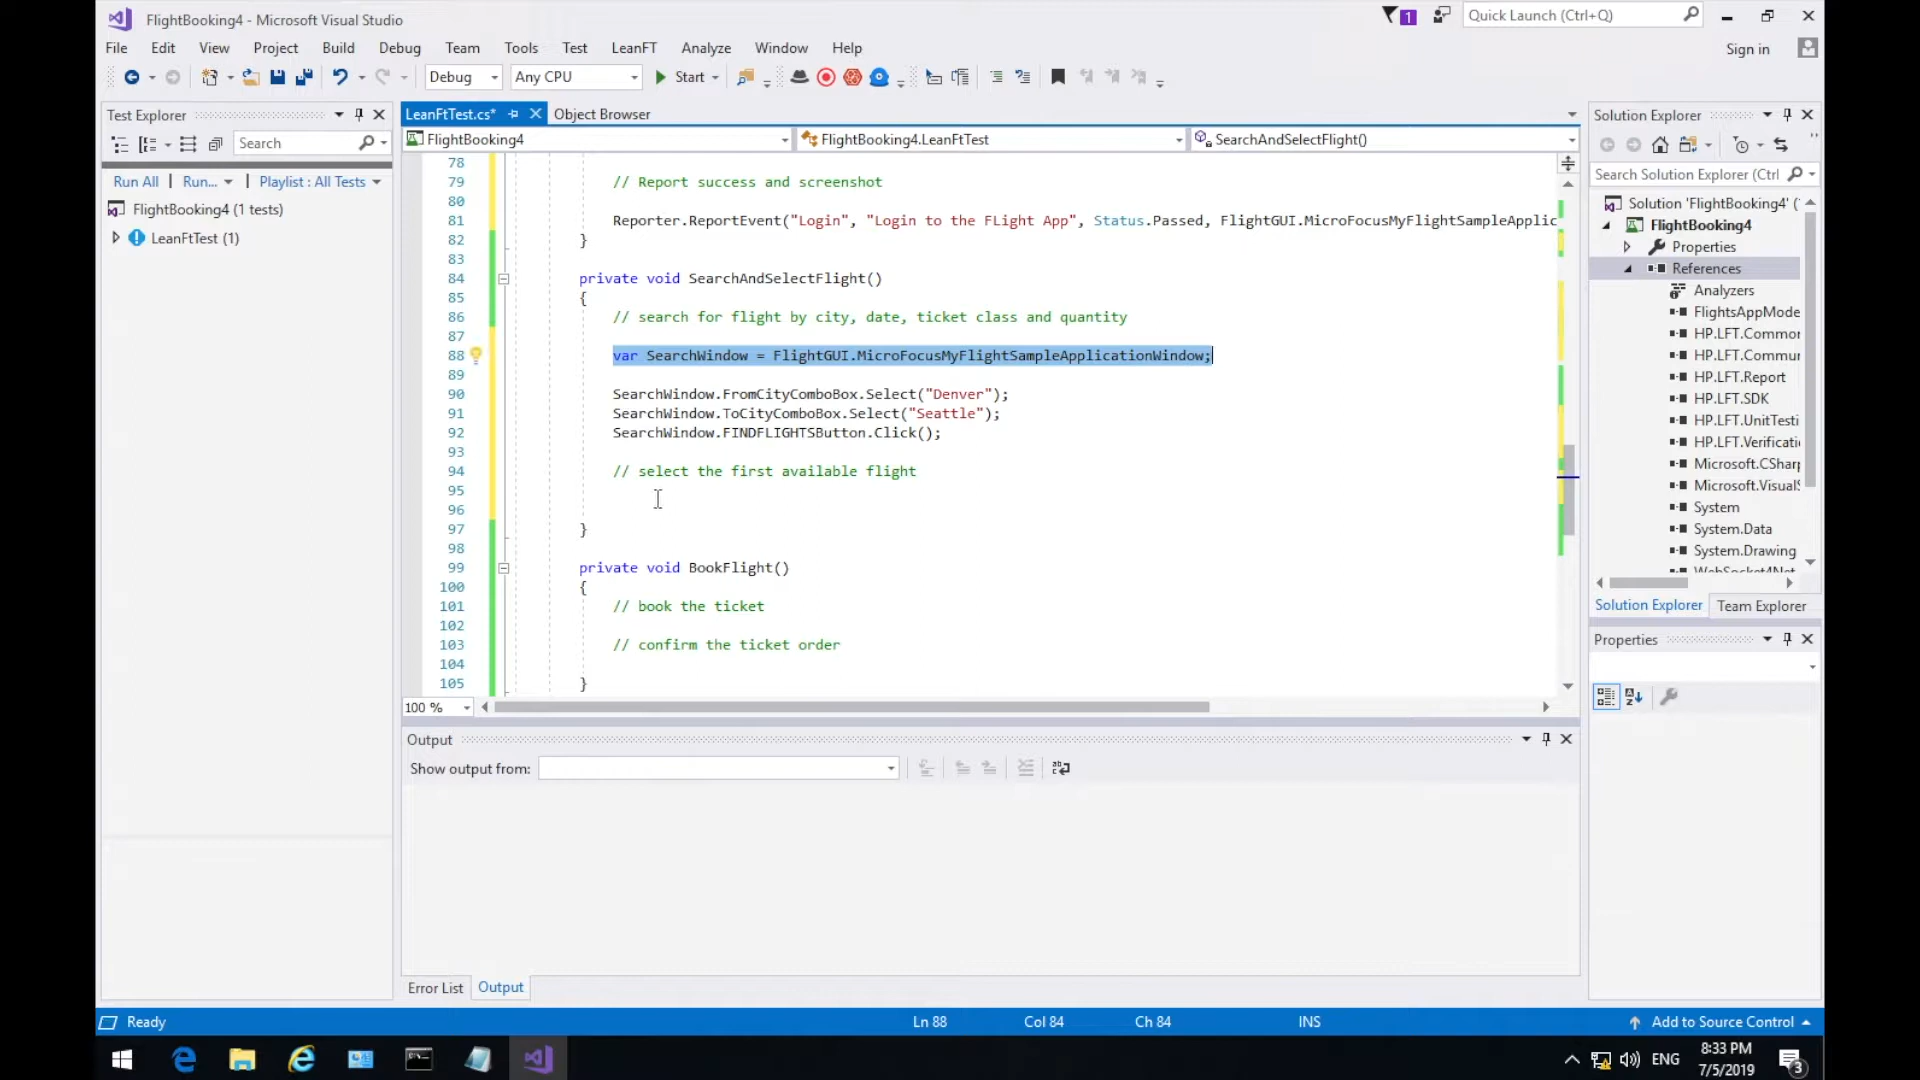 FlightBooking4 - Microsoft Visual Studio
1
Quick Launch (Ctrl+Q)
File Edit View Project Build Debug Team Tools Test LeanFT Analyze Window Help
Sign in
Debug Any CPU Start
Test Explorer
LeanFtTest.cs* Object Browser
Solution Explorer
Search
FlightBooking4 FlightBooking4.LeanFtTest SearchAndSelectFlight()
Search Solution Explorer (Ctrl
Run All | Run... | Playlist : All Tests
FlightBooking4 (1 tests)
LeanFtTest (1)
78
79 // Report success and screenshot
80
81 Reporter.ReportEvent("Login", "Login to the FLight App", Status.Passed, FlightGUI.MicroFocusMyFlightSampleApplic
82 }
83
84 private void SearchAndSelectFlight()
85 {
86 // search for flight by city, date, ticket class and quantity
87
88 var SearchWindow = FlightGUI.MicroFocusMyFlightSampleApplicationWindow;
89
90 SearchWindow.FromCityComboBox.Select("Denver");
91 SearchWindow.ToCityComboBox.Select("Seattle");
92 SearchWindow.FINDFLIGHTSButton.Click();
93
94 // select the first available flight
95
96
97 }
98
99 private void BookFlight()
100 {
101 // book the ticket
102
103 // confirm the ticket order
104
105 }
100 %
Solution 'FlightBooking4' (
FlightBooking4
Properties
References
Analyzers
FlightsAppMode
HP.LFT.Commor
HP.LFT.Commur
HP.LFT.Report
HP.LFT.SDK
HP.LFT.UnitTesti
HP.LFT.Verificati
Microsoft.CShar
Microsoft.Visual
System
System.Data
System.Drawing
Solution Explorer Team Explorer
Properties
Output
Show output from:
Error List Output
Ready Ln 88 Col 84 Ch 84 INS Add to Source Control
ENG
8:33 PM
7/5/2019
3